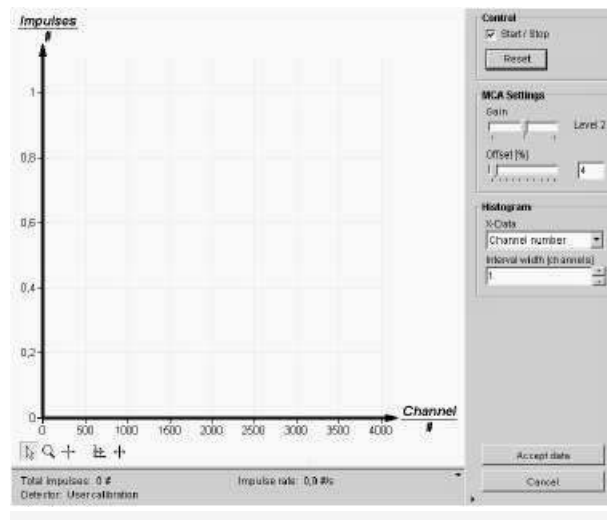 Impulses
#
1
0,8
0,6
0,4
0,2
0
0 500 1000 1500 2000 2500 3000 3500 4000
Channel
#
Total impulses: 0 # Impulse rate: 0,0 #/s
Detector: User calibration
Control
Start / Stop
Reset
MCA Settings
Gain
Level 2
Offset [%]
4
Histogram
X-Data
Channel number
Interval width [channels]
1
Accept data
Cancel